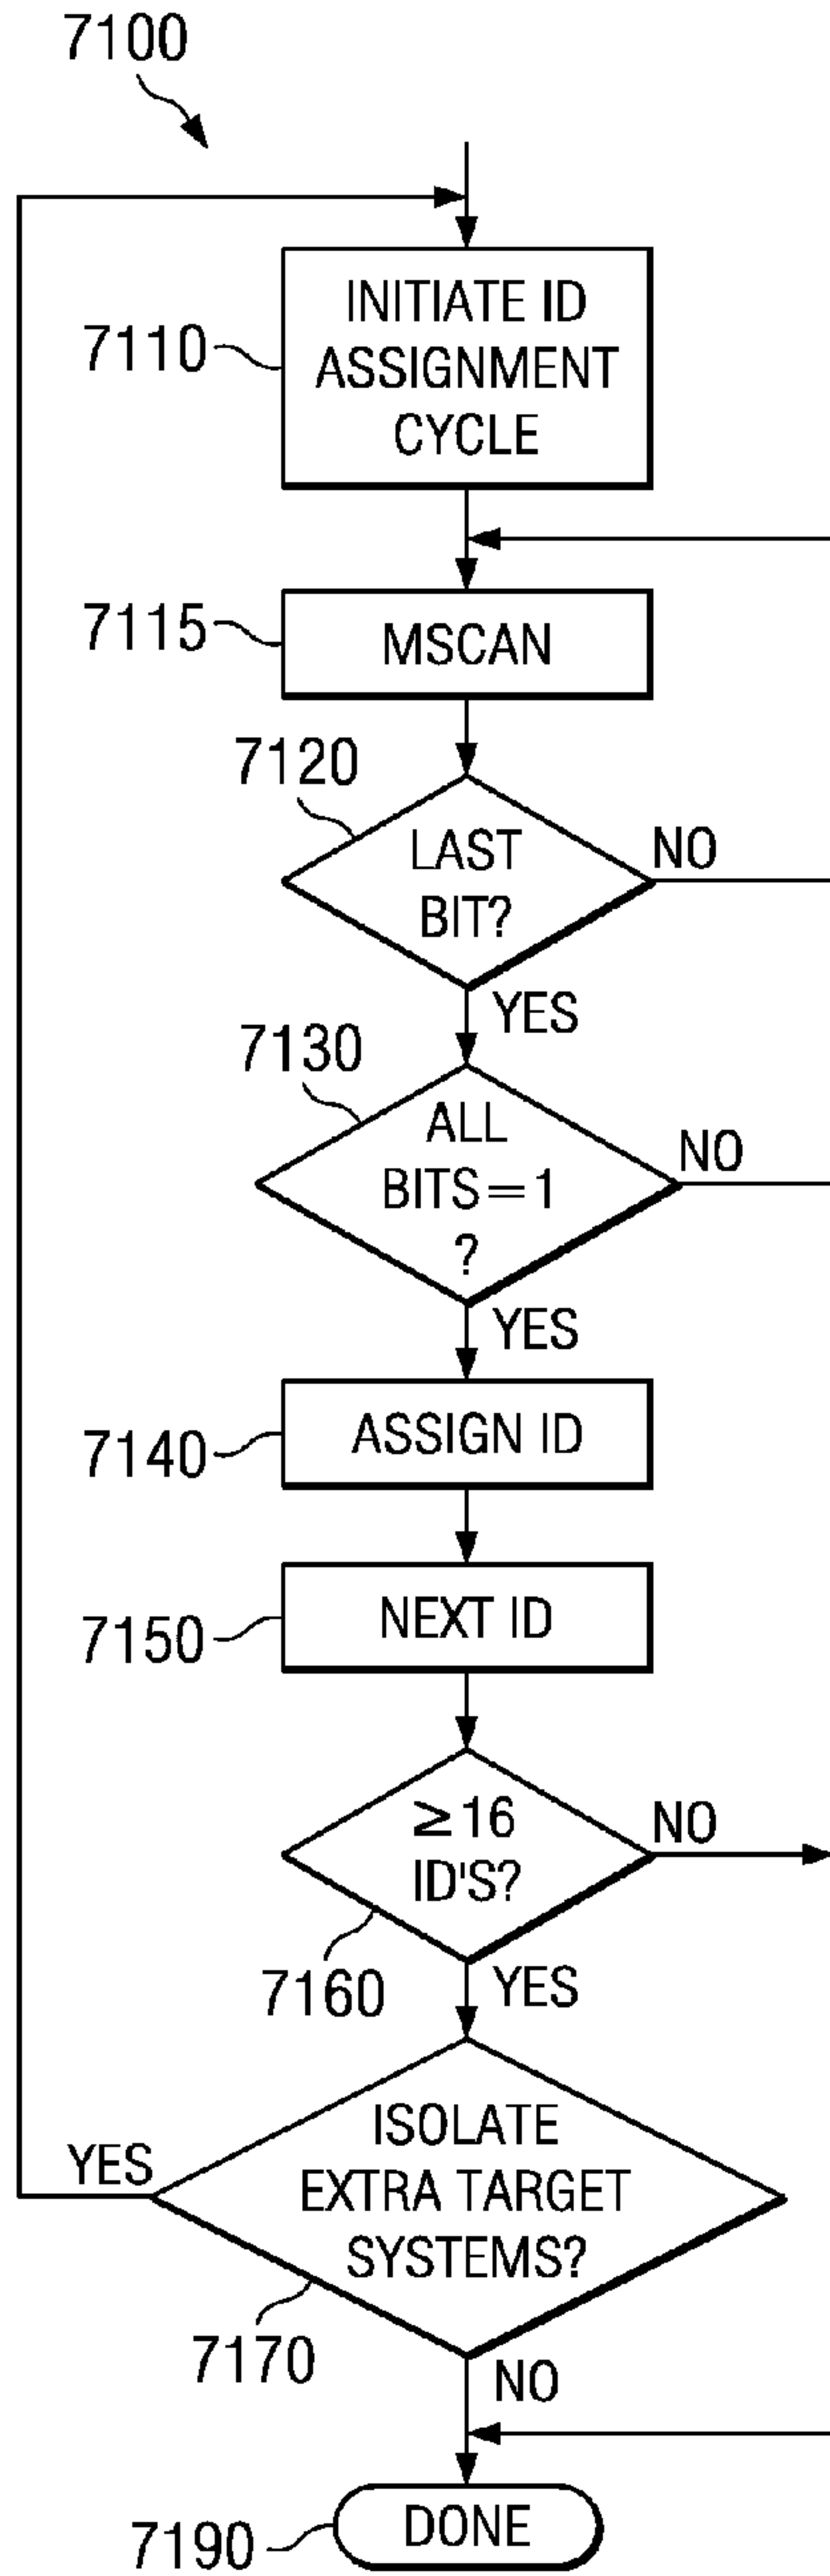 7100
INITIATE ID
ASSIGNMENT
CYCLE
7110
MSCAN
7115
7120
LAST
BIT?
NO
YES
7130
ALL
BITS=1
?
NO
YES
ASSIGN ID
7140
NEXT ID
7150
≥16
ID'S?
NO
7160
YES
ISOLATE
EXTRA TARGET
SYSTEMS?
YES
7170
NO
DONE
7190